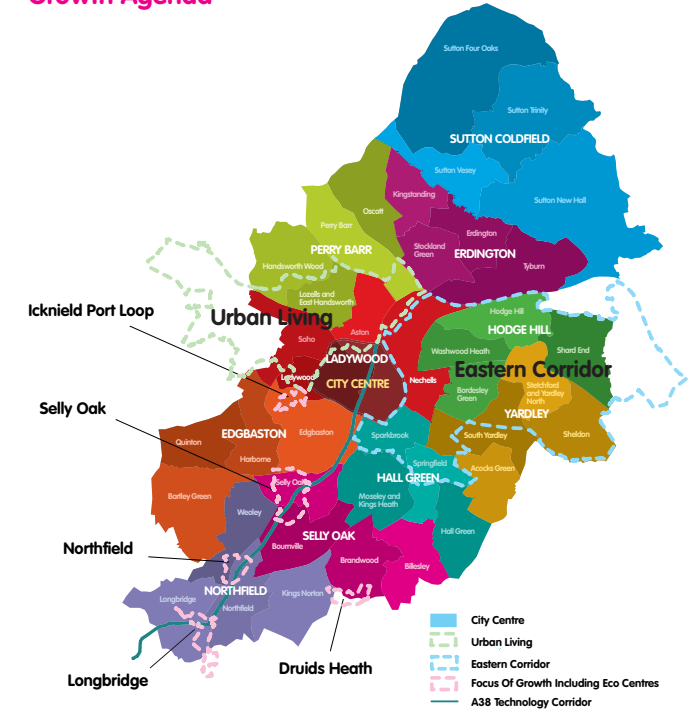 Growth Agenda
Sutton Four Oaks
Sutton Trinity
SUTTON COLDFIELD
Sutton Vesey
Sutton New Hall
Kingstanding
Oscott
Perry Barr
Erdington
Stockland
Green
ERDINGTON
Tyburn
PERRY BARR
Handsworth Wood
Lozells and
East Handsworth
Icknield Port Loop
Urban Living
Soho
Aston
Hodge Hill
HODGE HILL
Washwood Heath
Shard End
LADYWOOD
Ladywood
CITY CENTRE
Nechells
Eastern Corridor
Bordesley
Green
Stetchford
and Yardley
North
YARDLEY
Selly Oak
EDGBASTON
Edgbaston
Quinton
Harborne
Sparkbrook
South Yardley
Sheldon
Springfield
Acocks Green
HALL GREEN
Bartley Green
Selly Oak
Weoley
Moseley and
Kings Heath
Hall Green
SELLY OAK
Bournville
Brandwood
Billesley
Northfield
NORTHFIELD
Longbridge
Northfield
Kings Norton
Druids Heath
Longbridge
City Centre
Urban Living
Eastern Corridor
Focus Of Growth Including Eco Centres
A38 Technology Corridor